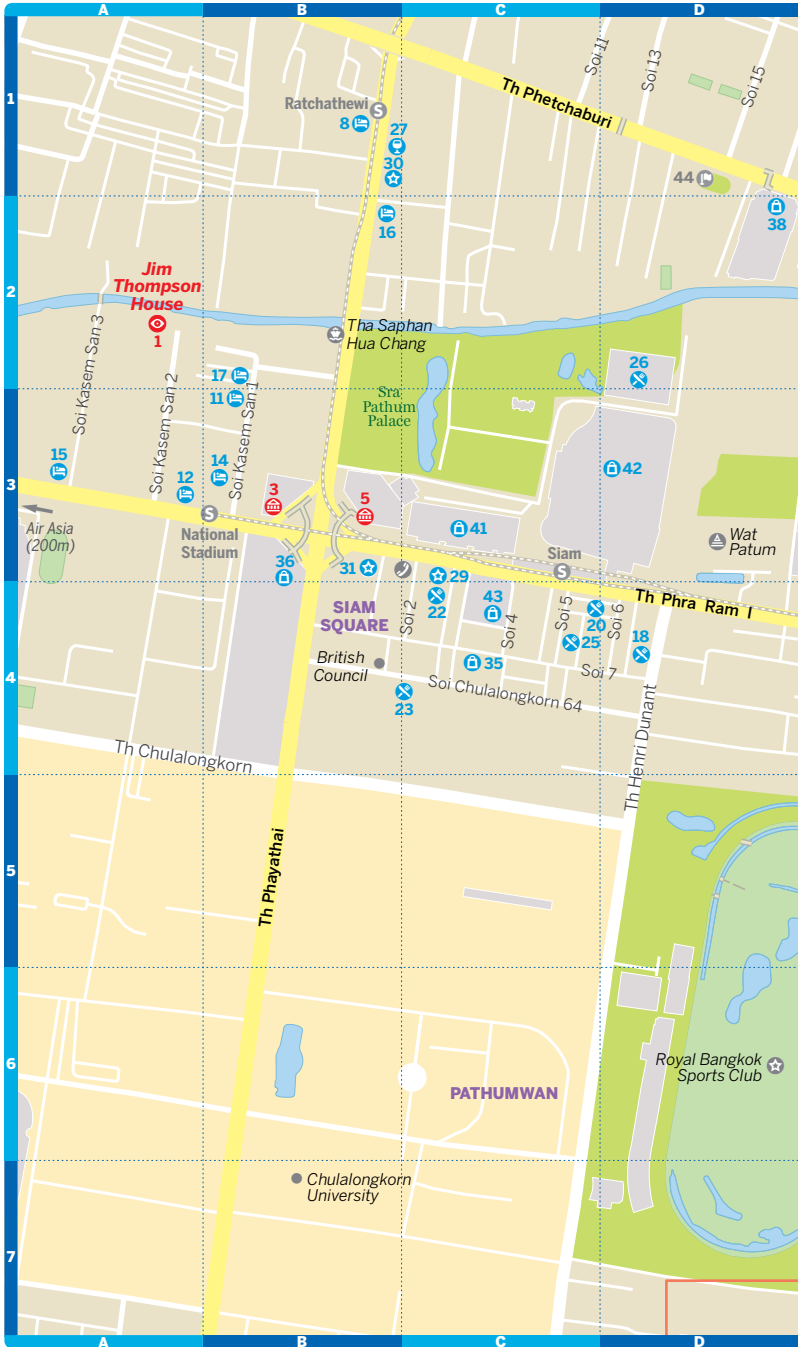 A
B
C
D
1
Ratchathewi
S
8
27
30
16
Th Phetchaburi
Soi 11
Soi 13
Soi 15
44
38
2
Jim
Thompson
House
1
Tha Saphan
Hua Chang
Soi Kasem San 3
Soi Kasem San 2
Soi Kasem San 1
17
11
26
Sra
Pathum
Palace
3
15
12
14
3
5
42
41
Air Asia
(200m)
S
National
Stadium
Siam
S
Wat
Patum
36
31
29
22
43
Th Phra Ram I
SIAM
SQUARE
Soi 2
Soi 4
Soi 5
Soi 6
20
25
18
4
British
Council
35
Soi 7
23
Soi Chulalongkorn 64
Th Chulalongkorn
Th Henri Dunant
5
Th Phayathai
6
Royal Bangkok
Sports Club
PATHUMWAN
Chulalongkorn
University
7
A
B
C
D